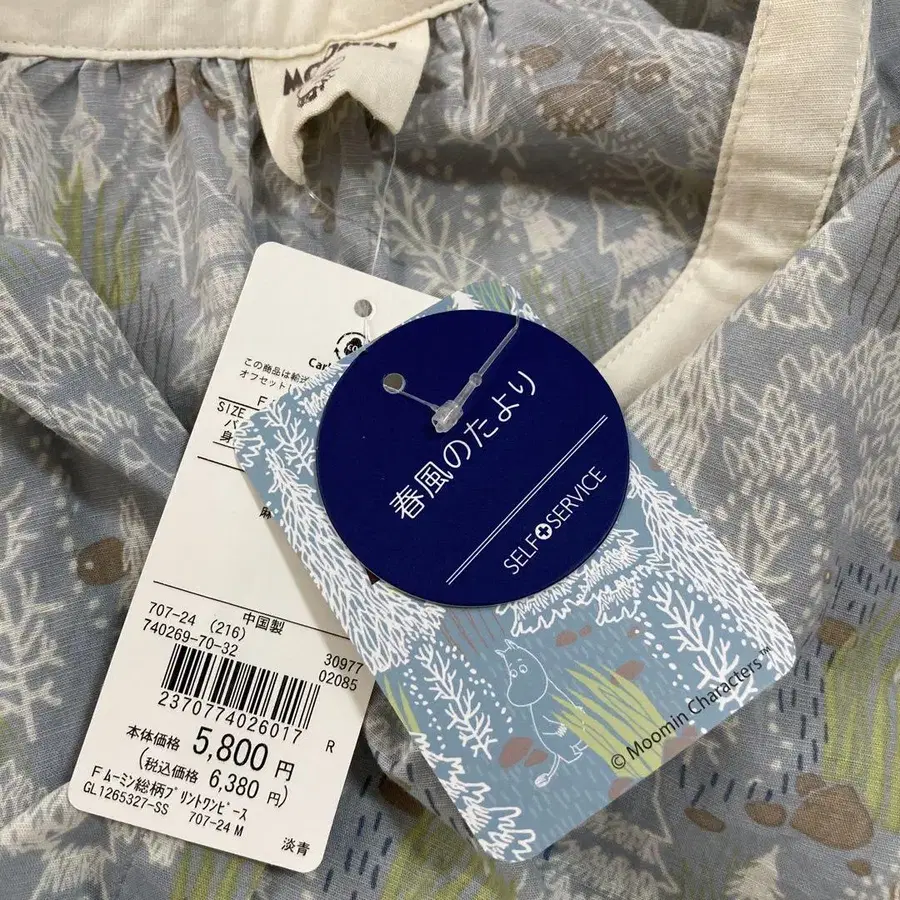 MOOMIN
この商品は輸送
オフセット
SIZE
707-24 (216)
中国製
740269-70-32
30977
02085
2370774026017
R
本体価格 5,800 円
(税込価格 6,380 円)
Fムーミン総柄プリントワンピース
GL1265327-SS 707-24 M
淡青
春風のたより
SELF+SERVICE
© Moomin Characters™